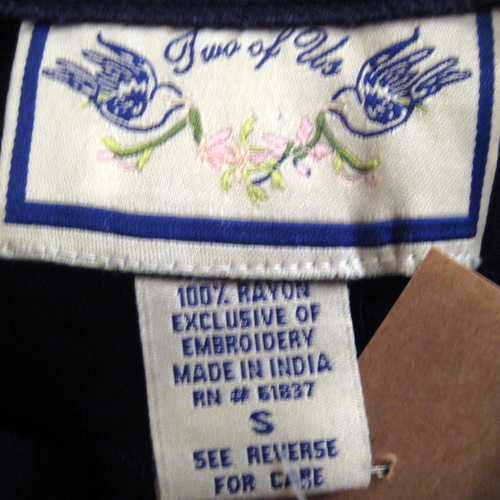 Two of Us
100% RAYON
EXCLUSIVE OF
EMBROIDERY
MADE IN INDIA
RN # 61837
S
SEE REVERSE
FOR CARE